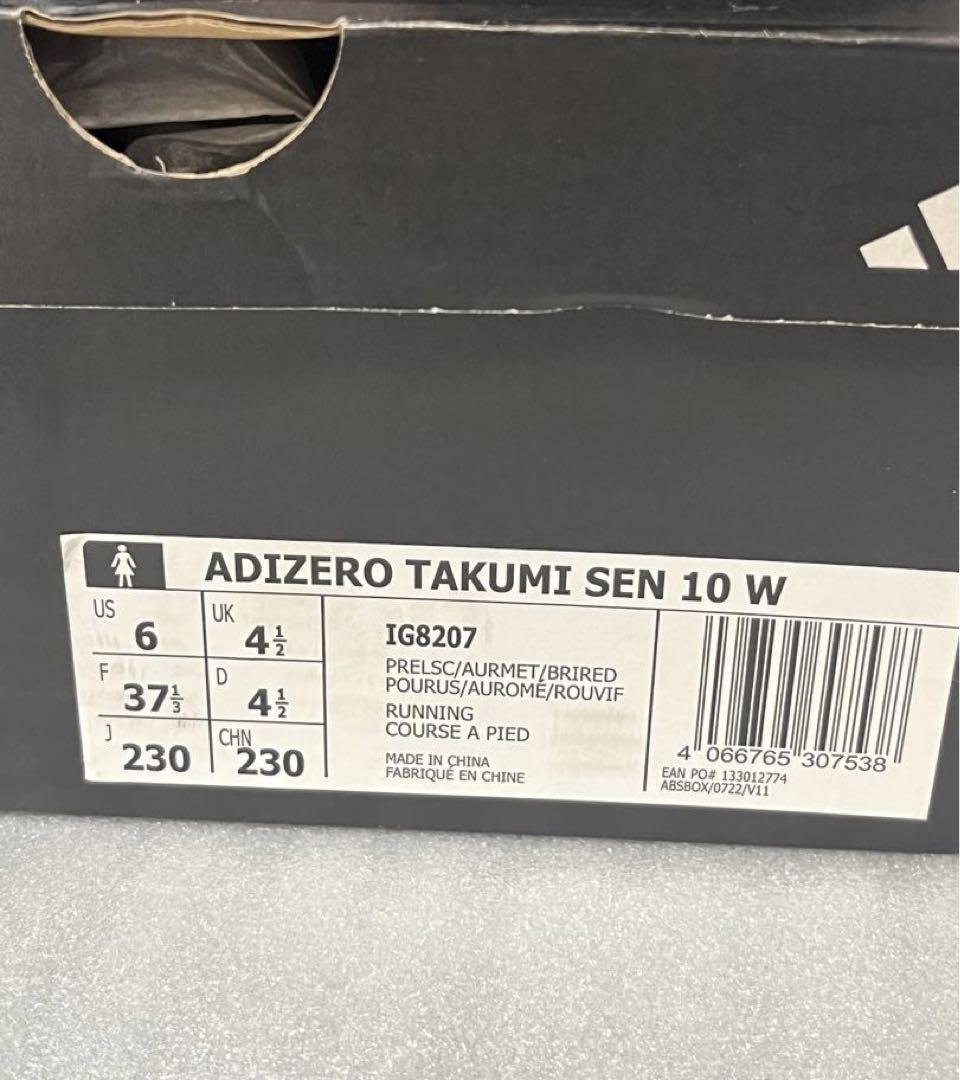 ADIZERO TAKUMI SEN 10 W
US 6
UK 4½
F 37⅓
D 4½
J 230
CHN 230
IG8207
PRELSC/AURMET/BRIRED
POURUS/AUROMÉ/ROUVIF
RUNNING
COURSE A PIED
MADE IN CHINA
FABRIQUÉ EN CHINE
4 066765 307538
EAN PO# 133012774
ABSBOX/0722/V11